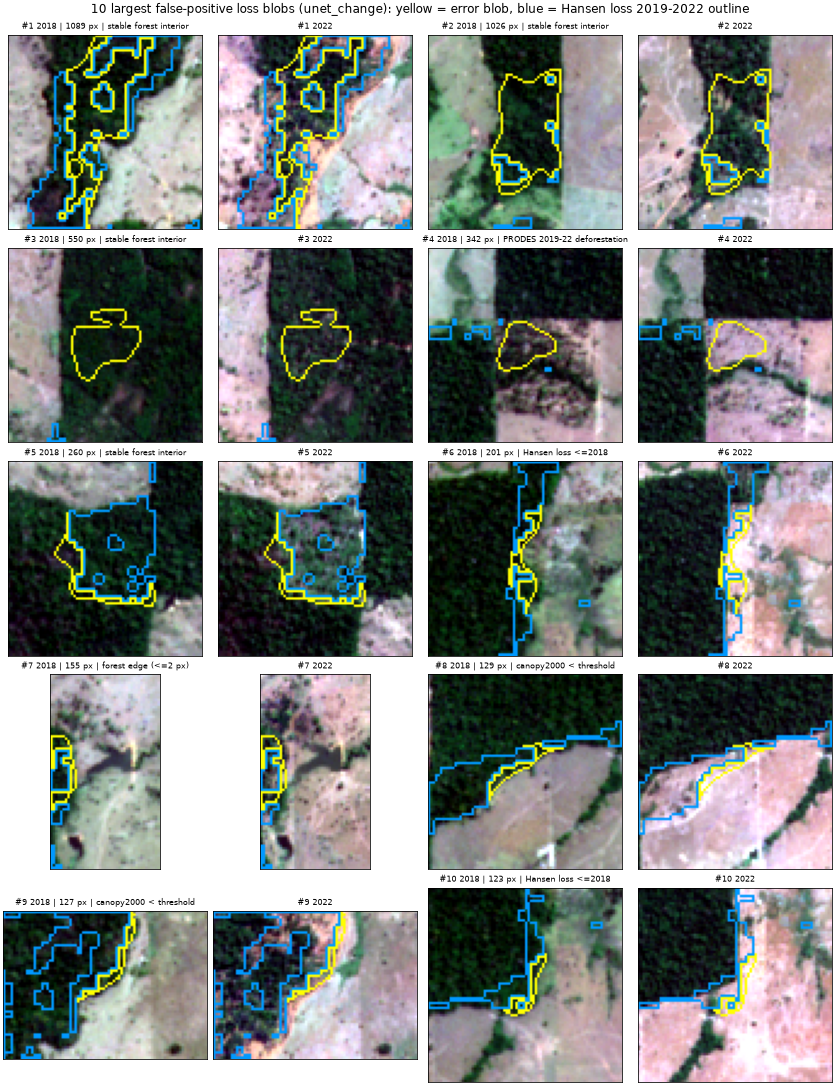 10 largest false-positive loss blobs (unet_change): yellow = error blob, blue = Hansen loss 2019-2022 outline
#1 2018 | 1089 px | stable forest interior
#1 2022
#2 2018 | 1026 px | stable forest interior
#2 2022
#3 2018 | 550 px | stable forest interior
#3 2022
#4 2018 | 342 px | PRODES 2019-22 deforestation
#4 2022
#5 2018 | 260 px | stable forest interior
#5 2022
#6 2018 | 201 px | Hansen loss <=2018
#6 2022
#7 2018 | 155 px | forest edge (<=2 px)
#7 2022
#8 2018 | 129 px | canopy2000 < threshold
#8 2022
#9 2018 | 127 px | canopy2000 < threshold
#9 2022
#10 2018 | 123 px | Hansen loss <=2018
#10 2022